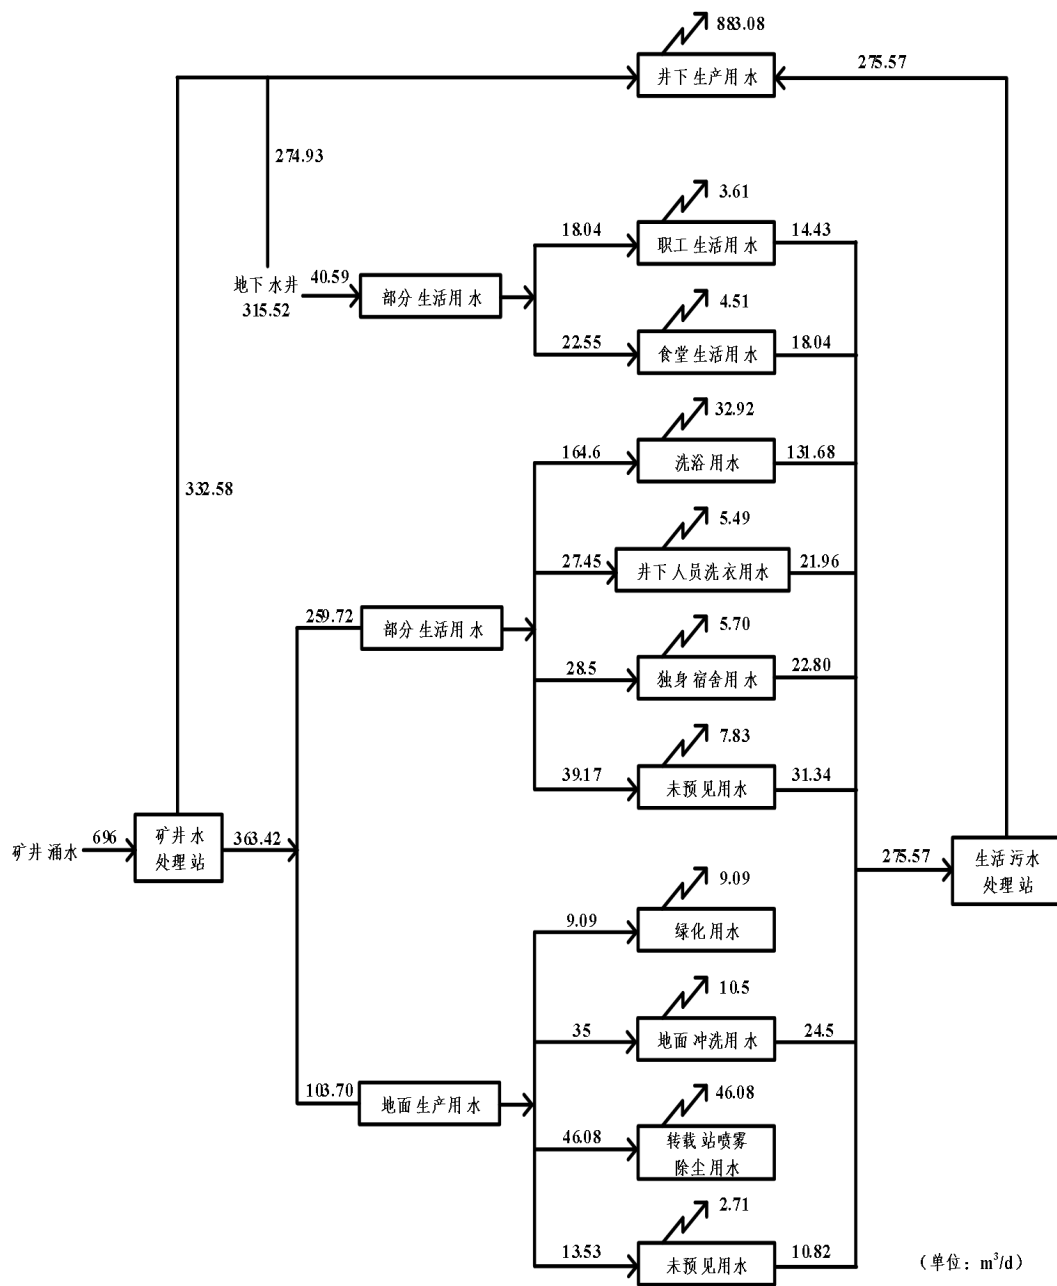 883.08
井下生产用水
275.57
274.93
3.61
18.04
职工生活用水
14.43
地下水井
315.52
40.59
部分生活用水
4.51
22.55
食堂生活用水
18.04
32.92
164.6
洗浴用水
131.68
332.58
5.49
27.45
井下人员洗衣用水
21.96
259.72
部分生活用水
5.70
28.5
独身宿舍用水
22.80
7.83
39.17
未预见用水
31.34
矿井涌水
696
矿井水
处理站
363.42
275.57
生活污水
处理站
9.09
9.09
绿化用水
10.5
35
地面冲洗用水
24.5
103.70
地面生产用水
46.08
46.08
转载站喷雾
除尘用水
2.71
13.53
未预见用水
10.82
（单位：m³/d）